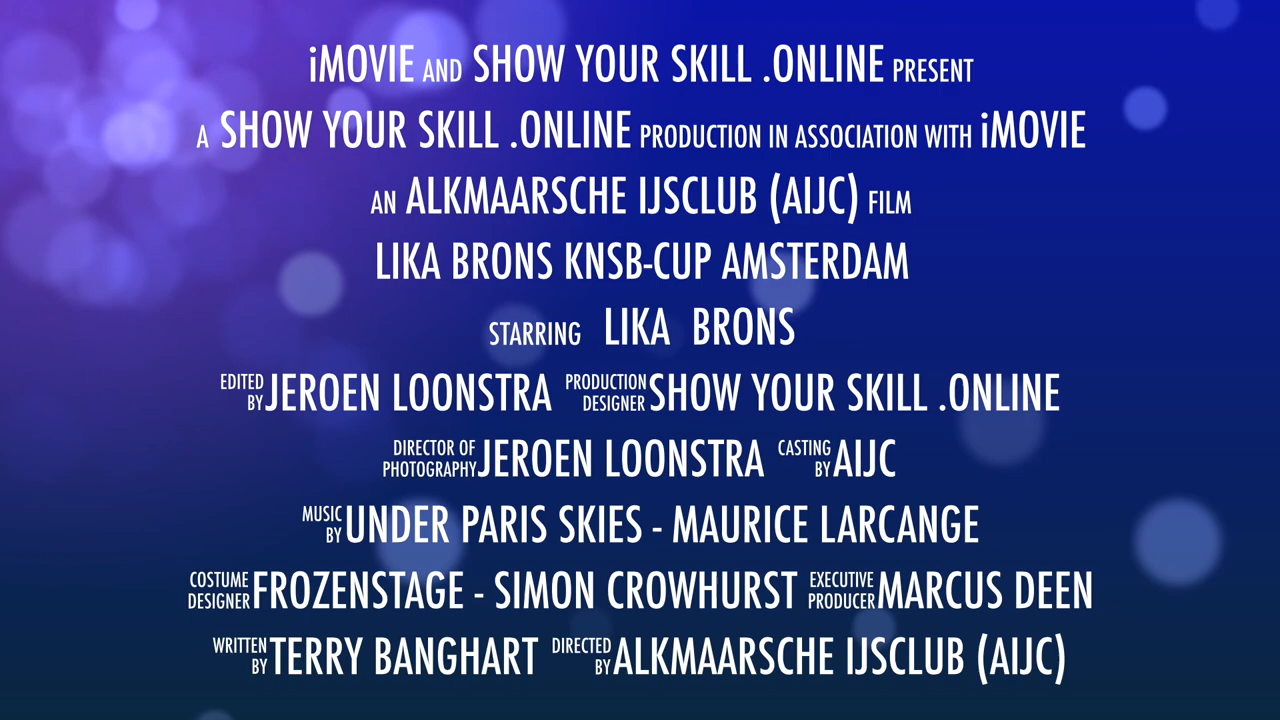 iMOVIE AND SHOW YOUR SKILL .ONLINE PRESENT
A SHOW YOUR SKILL .ONLINE PRODUCTION IN ASSOCIATION WITH iMOVIE
AN ALKMAARSCHE IJSCLUB (AIJC) FILM
LIKA BRONS KNSB-CUP AMSTERDAM
STARRING LIKA BRONS
EDITED BY JEROEN LOONSTRA PRODUCTION DESIGNER SHOW YOUR SKILL .ONLINE
DIRECTOR OF PHOTOGRAPHY JEROEN LOONSTRA CASTING BY AIJC
MUSIC BY UNDER PARIS SKIES - MAURICE LARCANGE
COSTUME DESIGNER FROZENSTAGE - SIMON CROWHURST EXECUTIVE PRODUCER MARCUS DEEN
WRITTEN BY TERRY BANGHART DIRECTED BY ALKMAARSCHE IJSCLUB (AIJC)